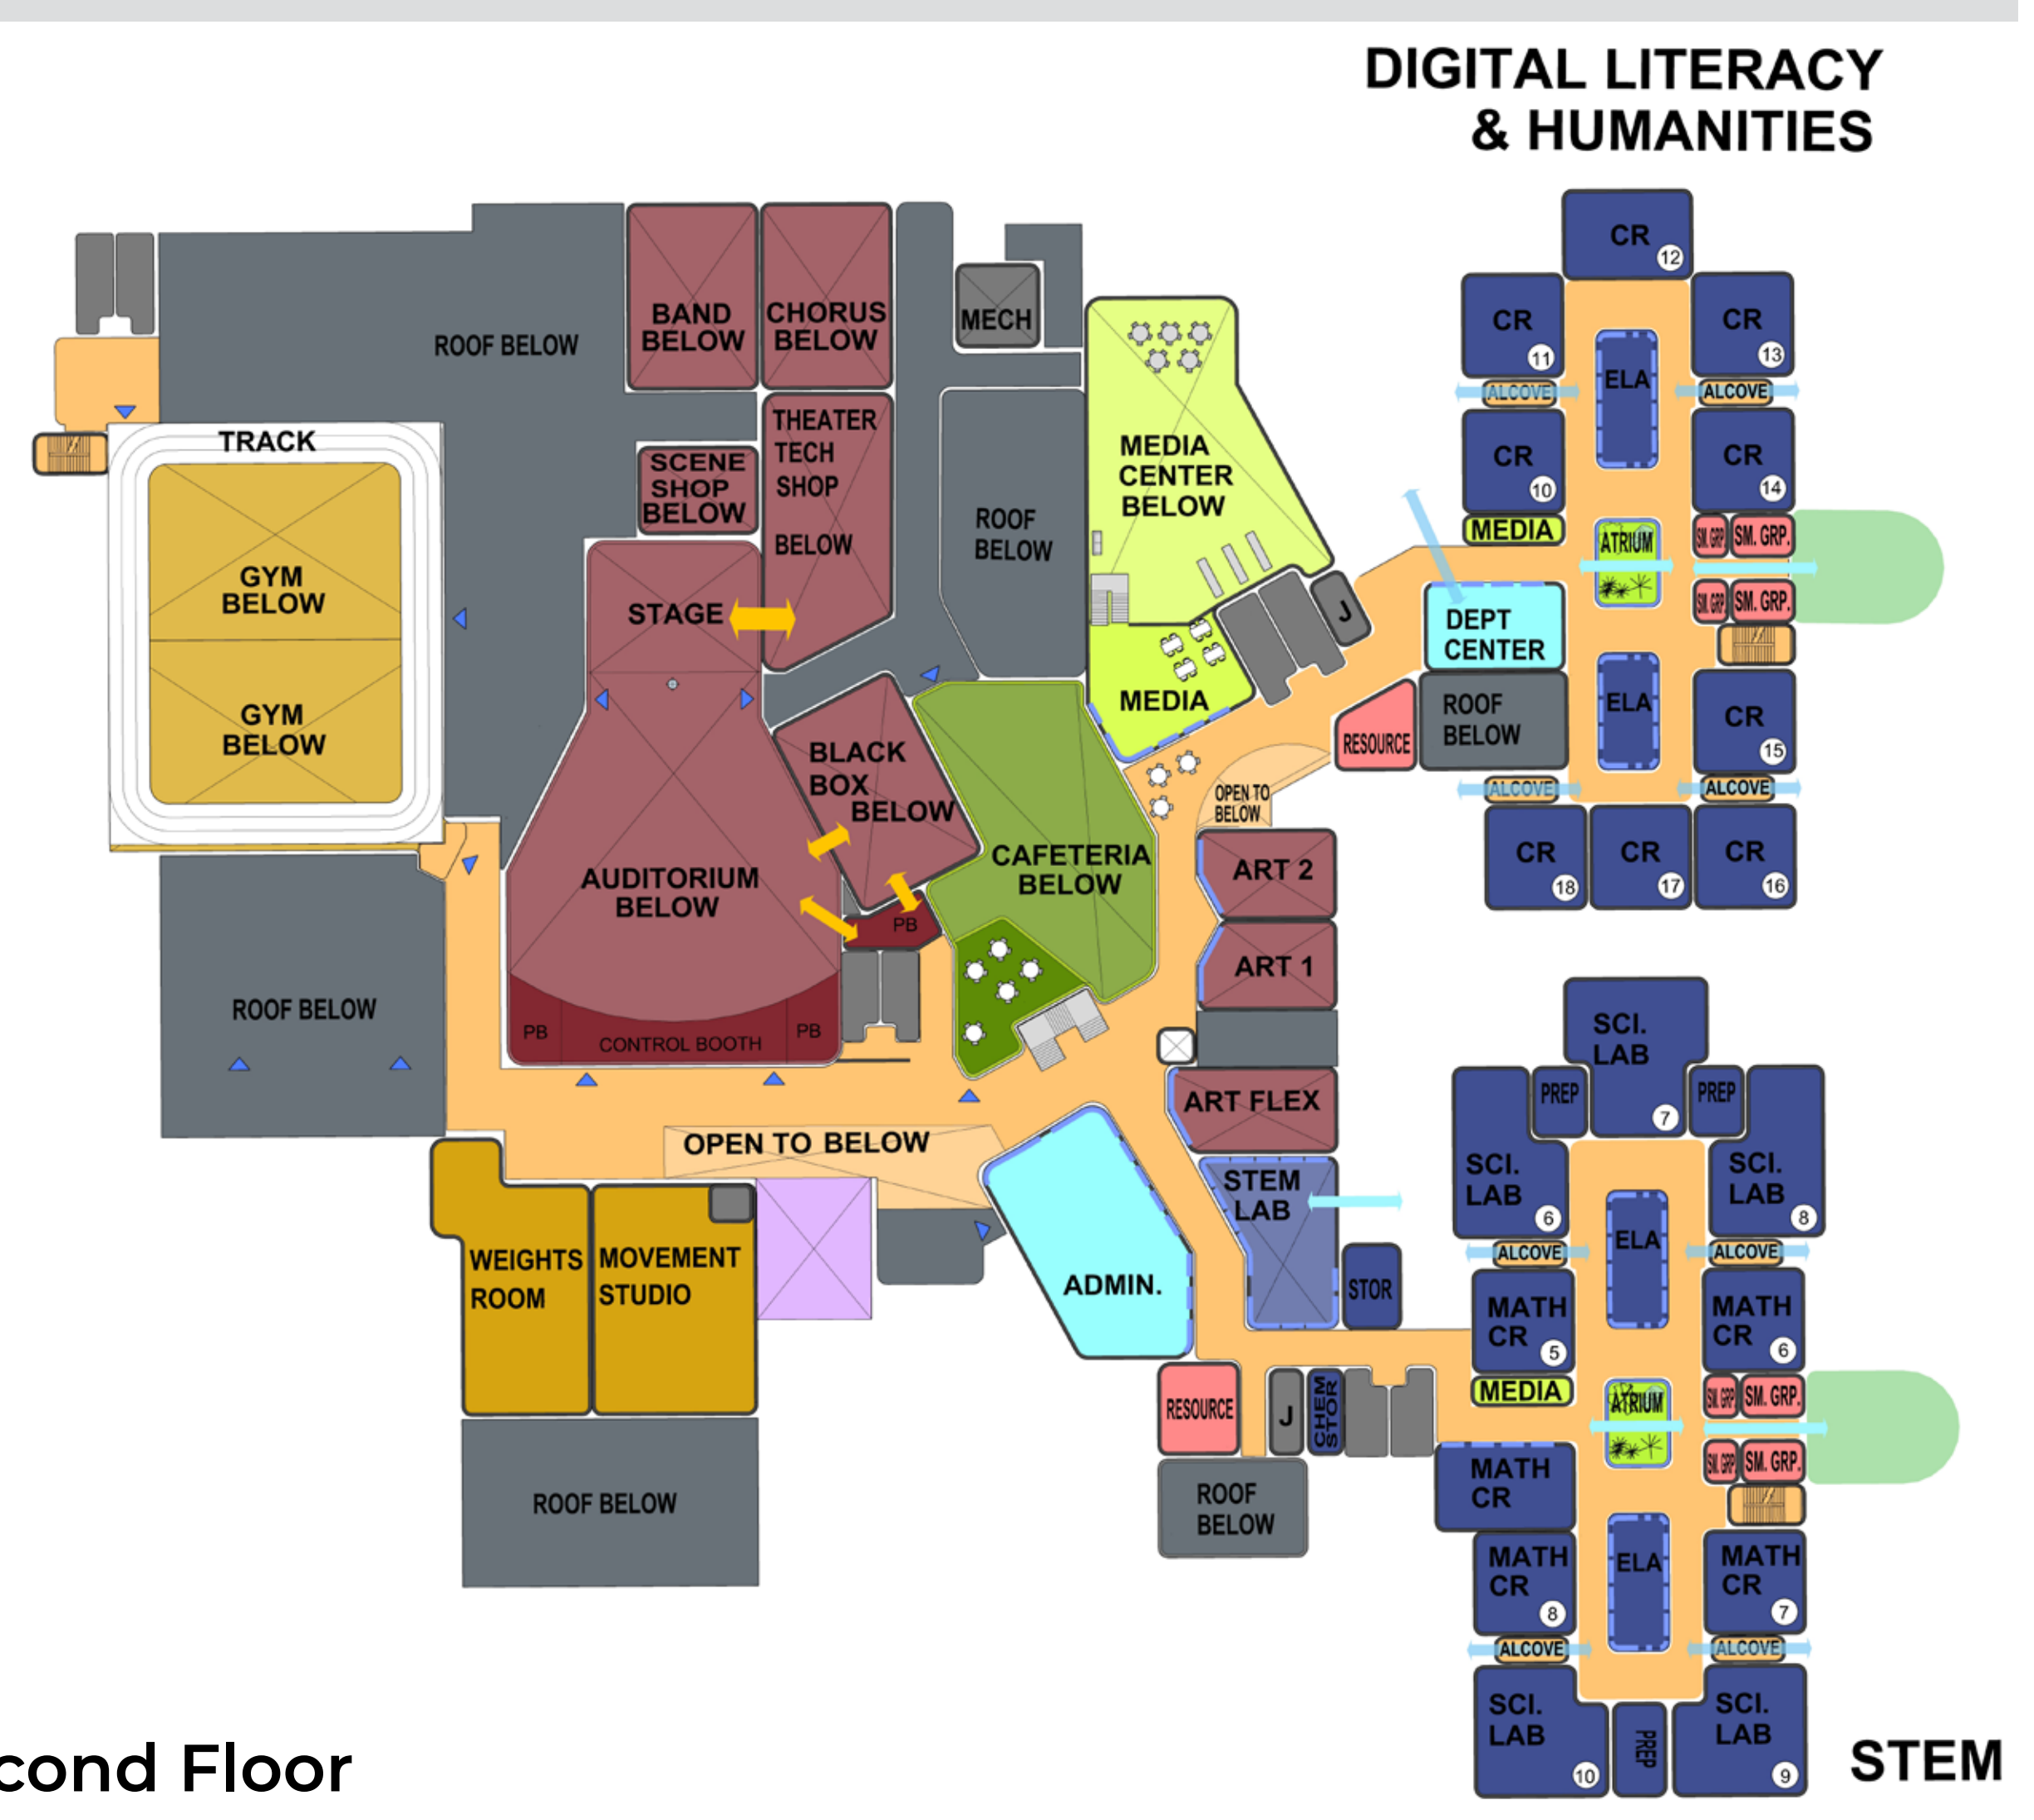 DIGITAL LITERACY
& HUMANITIES
CR
12
CR
11
CR
13
ELA
ALCOVE
ALCOVE
CR
10
CR
14
MEDIA
ATRIUM
SM. GRP.
SM. GRP.
SM. GRP.
SM. GRP.
DEPT
CENTER
ROOF
BELOW
RESOURCE
ELA
CR
15
ALCOVE
ALCOVE
CR
18
CR
17
CR
16
ROOF BELOW
BAND
BELOW
CHORUS
BELOW
MECH
TRACK
GYM
BELOW
GYM
BELOW
SCENE
SHOP
BELOW
THEATER
TECH
SHOP
BELOW
ROOF
BELOW
MEDIA
CENTER
BELOW
J
MEDIA
STAGE
BLACK
BOX
BELOW
OPEN TO
BELOW
CAFETERIA
BELOW
AUDITORIUM
BELOW
PB
PB
CONTROL BOOTH
PB
ART 2
ART 1
ART FLEX
ROOF BELOW
OPEN TO BELOW
STEM
LAB
STOR
ADMIN.
WEIGHTS
ROOM
MOVEMENT
STUDIO
ROOF BELOW
RESOURCE
J
CHEM
STOR
ROOF
BELOW
SCI.
LAB
7
PREP
PREP
SCI.
LAB
6
SCI.
LAB
8
ELA
ALCOVE
ALCOVE
MATH
CR
5
MATH
CR
6
MEDIA
ATRIUM
SM. GRP.
SM. GRP.
SM. GRP.
SM. GRP.
MATH
CR
MATH
CR
8
ELA
MATH
CR
7
ALCOVE
ALCOVE
SCI.
LAB
10
PREP
SCI.
LAB
9
cond Floor
STEM